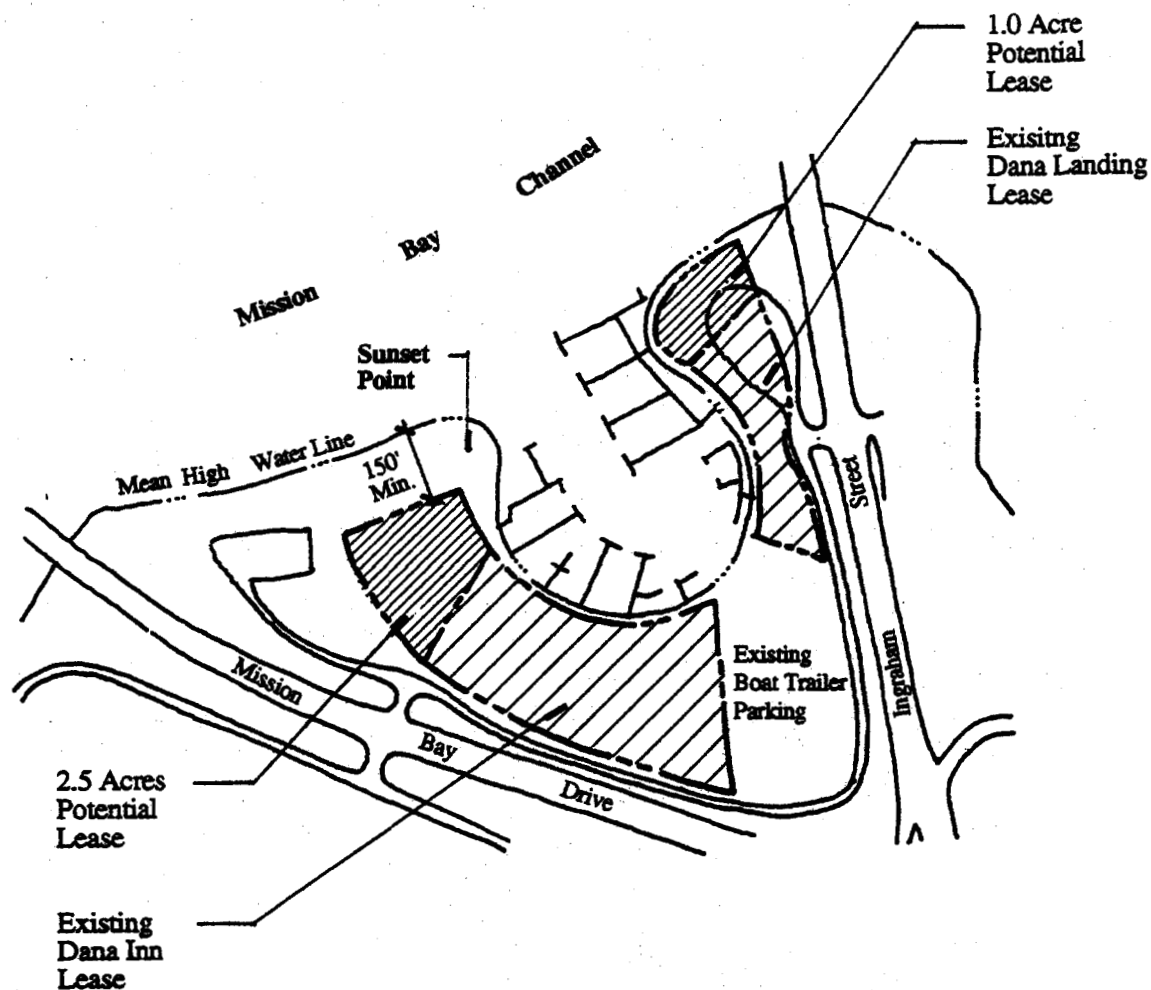 1.0 Acre
Potential
Lease
Exisitng
Dana Landing
Lease
Channel
Bay
Mission
Sunset
Point
Mean High Water Line
150'
Min.
Street
Ingraham
Existing
Boat Trailer
Parking
Mission
Bay
Drive
2.5 Acres
Potential
Lease
Existing
Dana Inn
Lease